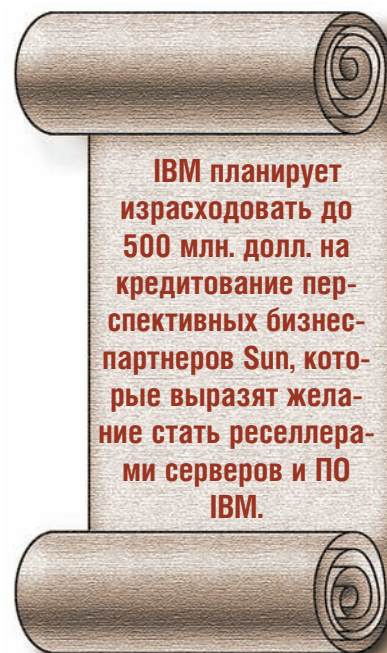 IBM планирует
израсходовать до
500 млн. долл. на
кредитование пер-
спективных бизнес-
партнеров Sun, кото-
рые выразят жела-
ние стать реселлера-
ми серверов и ПО
IBM.